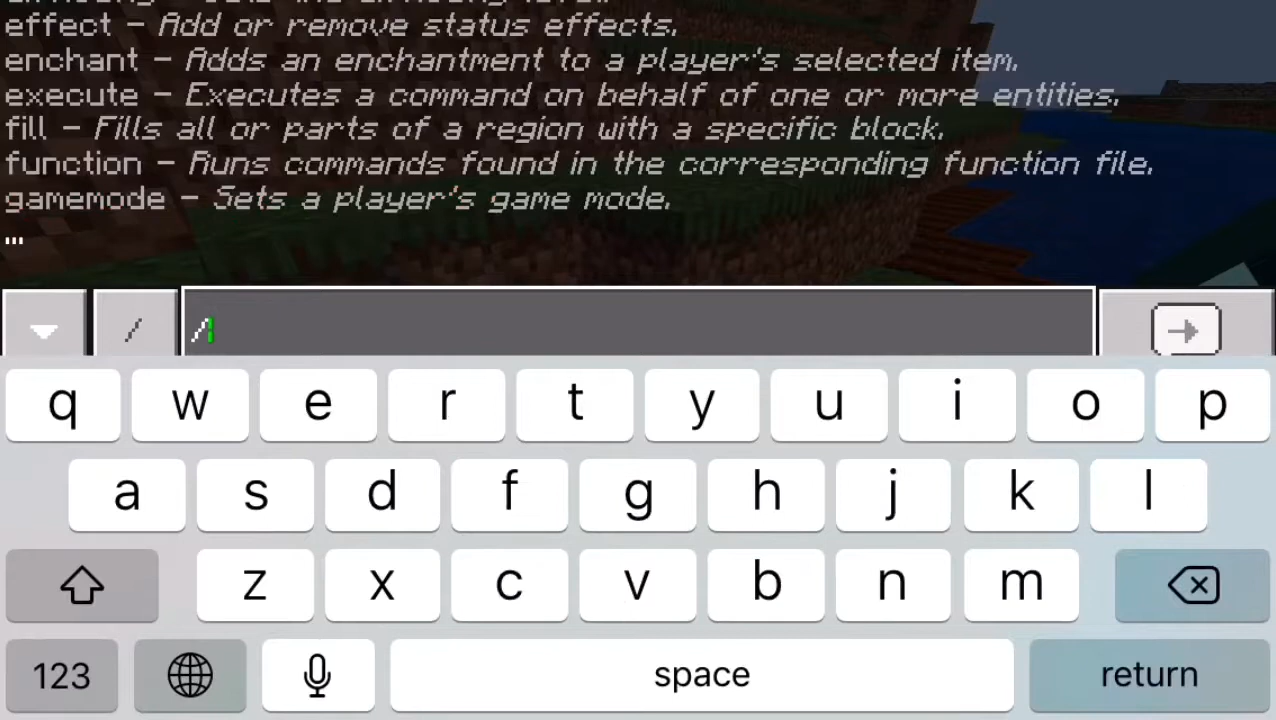 effect - Add or remove status effects.
enchant - Adds an enchantment to a player's selected item.
execute - Executes a command on behalf of one or more entities.
fill - Fills all or parts of a region with a specific block.
function - Runs commands found in the corresponding function file.
gamemode - Sets a player's game mode.
...
/ /
q w e r t y u i o p
a s d f g h j k l
z x c v b n m
123 space return